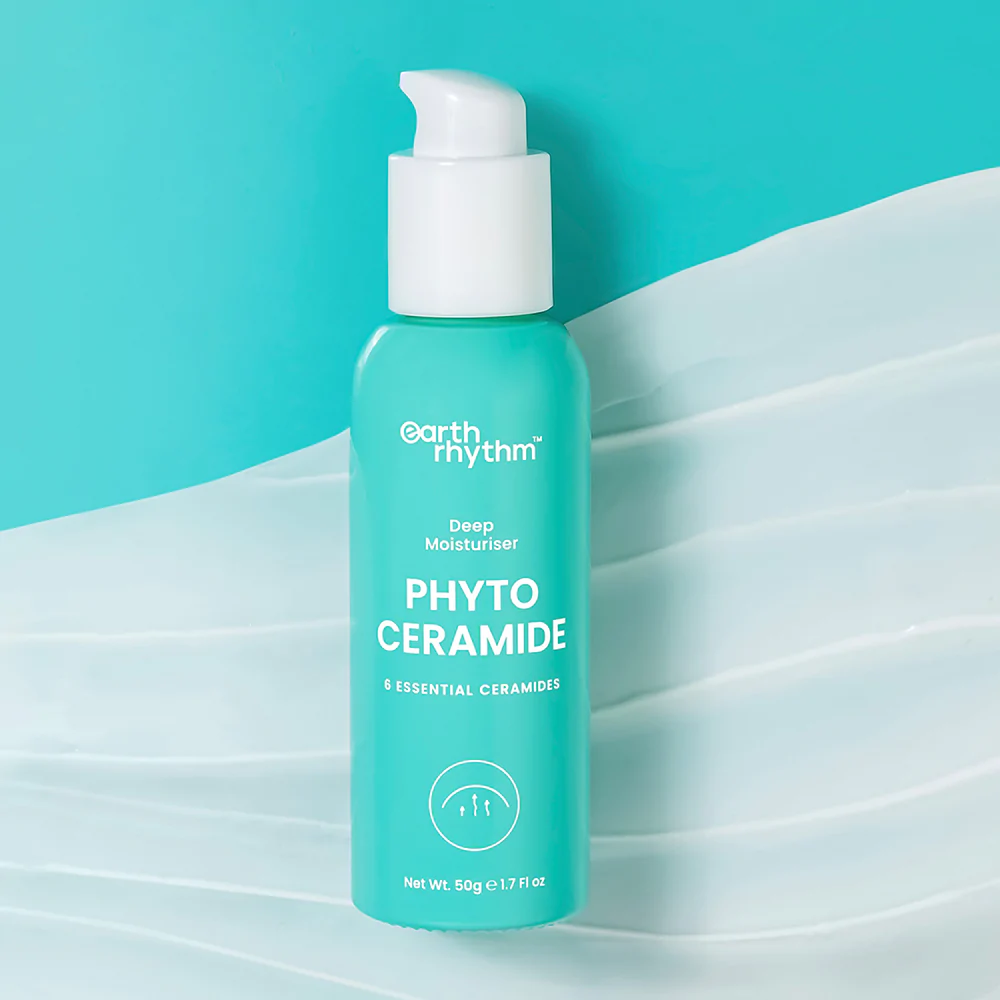 earth
rhythm™
Deep
Moisturiser
PHYTO
CERAMIDE
6 ESSENTIAL CERAMIDES
Net Wt. 50g ℮ 1.7 Fl oz